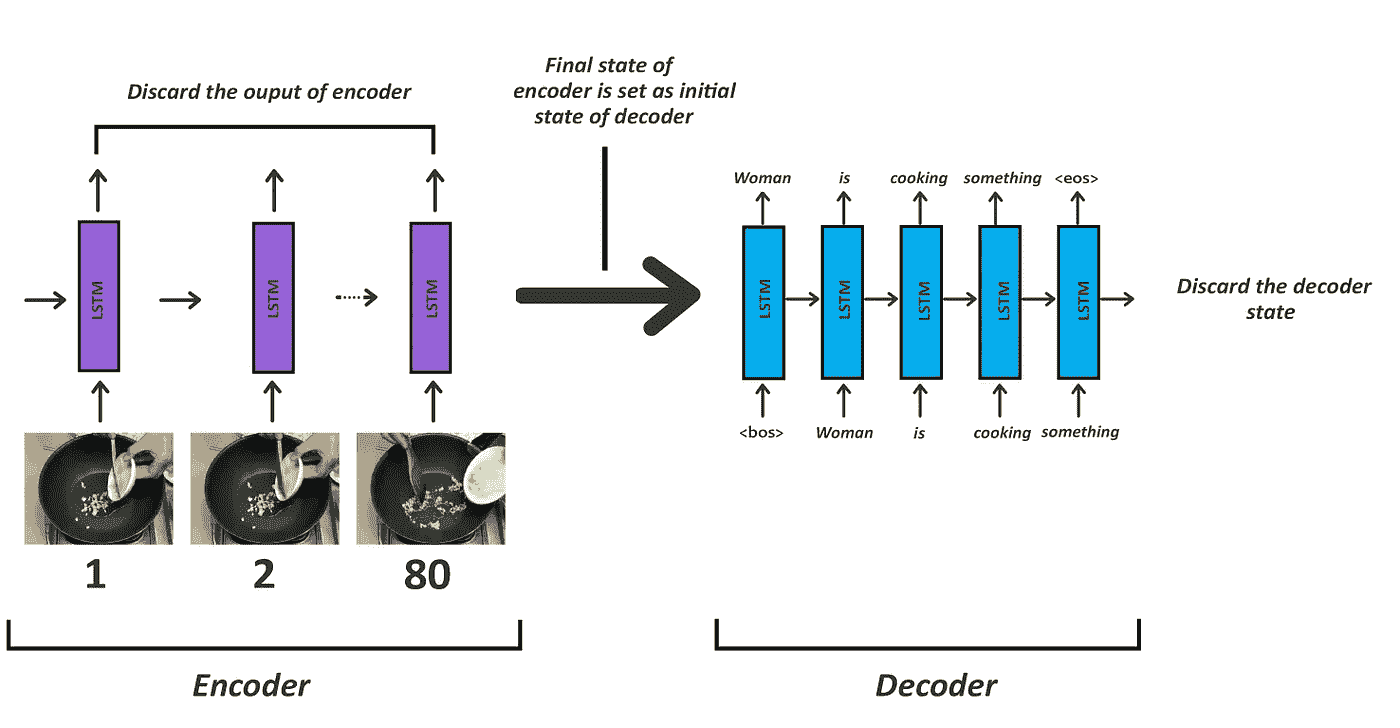 Discard the ouput of encoder
Final state of
encoder is set as initial
state of decoder
LSTM
LSTM
LSTM
1
2
80
Encoder
Woman
is
cooking
something
<eos>
LSTM
LSTM
LSTM
LSTM
LSTM
<bos>
Woman
is
cooking
something
Discard the decoder
state
Decoder